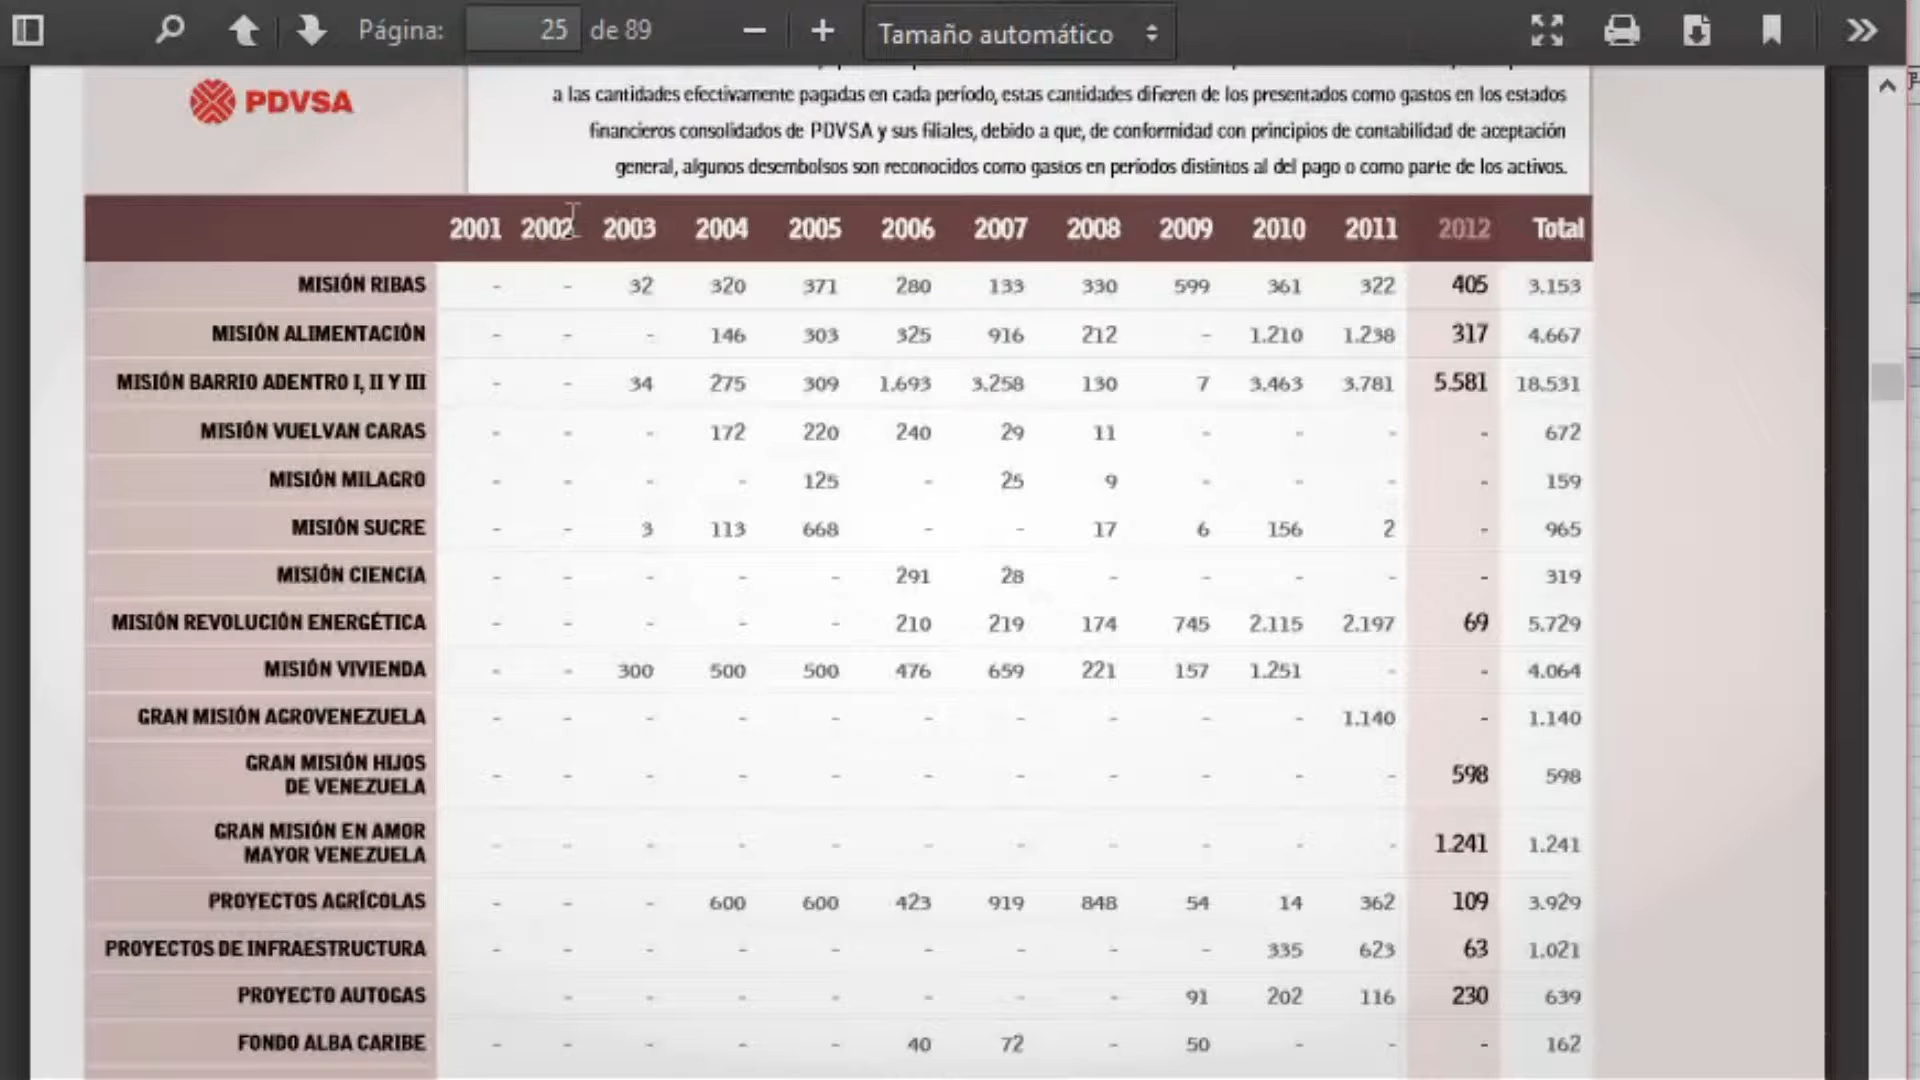 Página: 25 de 89 Tamaño automático
PDVSA
a las cantidades efectivamente pagadas en cada período, estas cantidades difieren de los presentados como gastos en los estados
financieros consolidados de PDVSA y sus filiales, debido a que, de conformidad con principios de contabilidad de aceptación
general, algunos desembolsos son reconocidos como gastos en períodos distintos al del pago o como parte de los activos.
2001 2002 2003 2004 2005 2006 2007 2008 2009 2010 2011 2012 Total
MISIÓN RIBAS - - 32 320 371 280 133 330 599 361 322 405 3.153
MISIÓN ALIMENTACIÓN - - - 146 303 325 916 212 - 1.210 1.238 317 4.667
MISIÓN BARRIO ADENTRO I, II Y III - - 34 275 309 1.693 3.258 130 7 3.463 3.781 5.581 18.531
MISIÓN VUELVAN CARAS - - - 172 220 240 29 11 - - - - 672
MISIÓN MILAGRO - - - - 125 - 25 9 - - - - 159
MISIÓN SUCRE - - 3 113 668 - - 17 6 156 2 - 965
MISIÓN CIENCIA - - - - - 291 28 - - - - - 319
MISIÓN REVOLUCIÓN ENERGÉTICA - - - - - 210 219 174 745 2.115 2.197 69 5.729
MISIÓN VIVIENDA - - 300 500 500 476 659 221 157 1.251 - - 4.064
GRAN MISIÓN AGROVENEZUELA - - - - - - - - - - 1.140 - 1.140
GRAN MISIÓN HIJOS
DE VENEZUELA - - - - - - - - - - - 598 598
GRAN MISIÓN EN AMOR
MAYOR VENEZUELA - - - - - - - - - - - 1.241 1.241
PROYECTOS AGRÍCOLAS - - - 600 600 423 919 848 54 14 362 109 3.929
PROYECTOS DE INFRAESTRUCTURA - - - - - - - - - 335 623 63 1.021
PROYECTO AUTOGAS - - - - - - - 91 202 116 230 639
FONDO ALBA CARIBE - - - - - 40 72 - 50 - - - 162